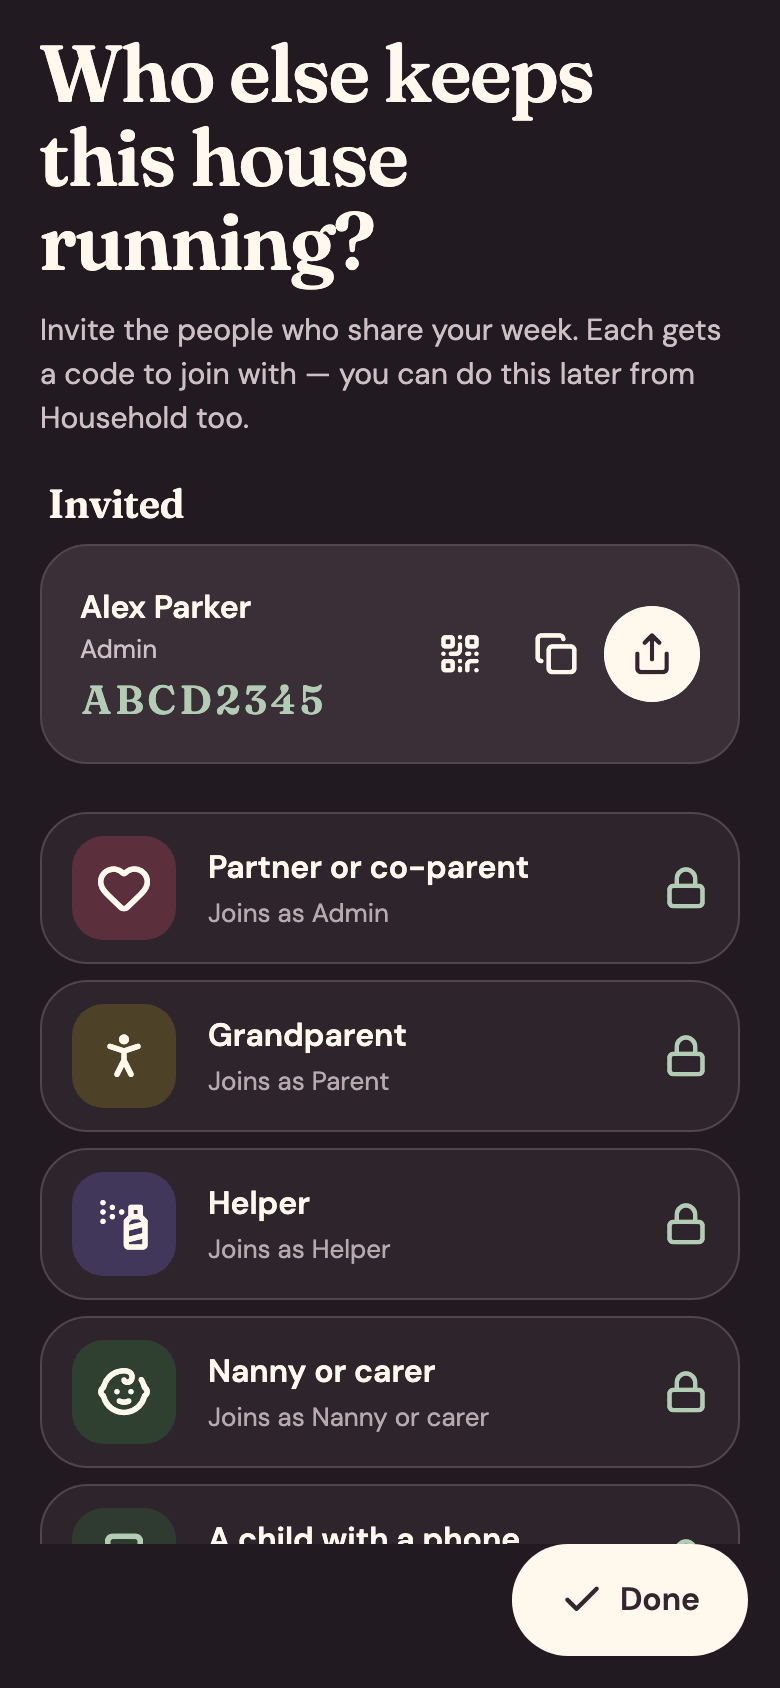 Who else keeps
this house
running?
Invite the people who share your week. Each gets
a code to join with — you can do this later from
Household too.
Invited
Alex Parker
Admin
ABCD2345
Partner or co-parent
Joins as Admin
Grandparent
Joins as Parent
Helper
Joins as Helper
Nanny or carer
Joins as Nanny or carer
A child with a phone
Done